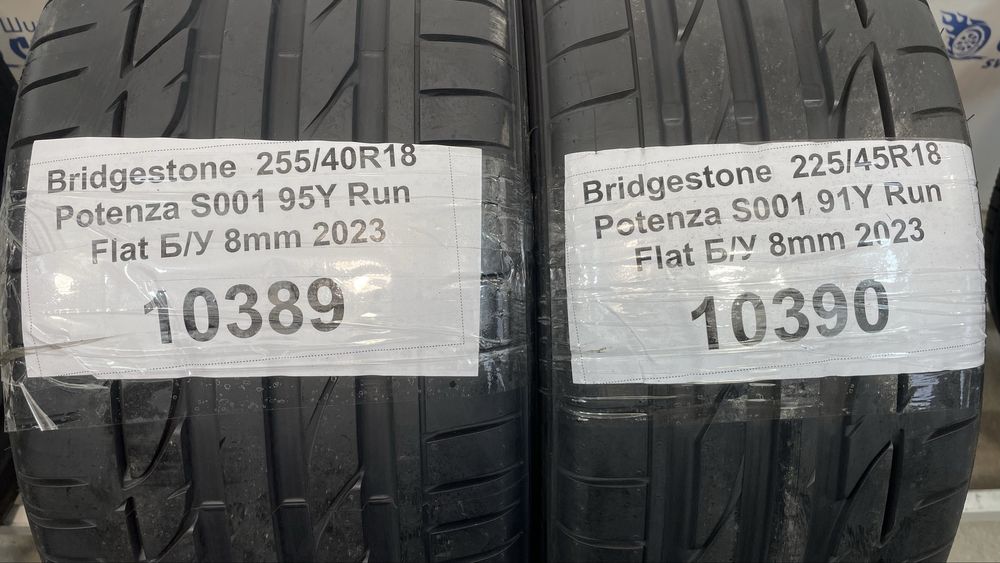 Bridgestone 255/40R18
Potenza S001 95Y Run
Flat Б/У 8mm 2023
10389
Bridgestone 225/45R18
Potenza S001 91Y Run
Flat Б/У 8mm 2023
10390